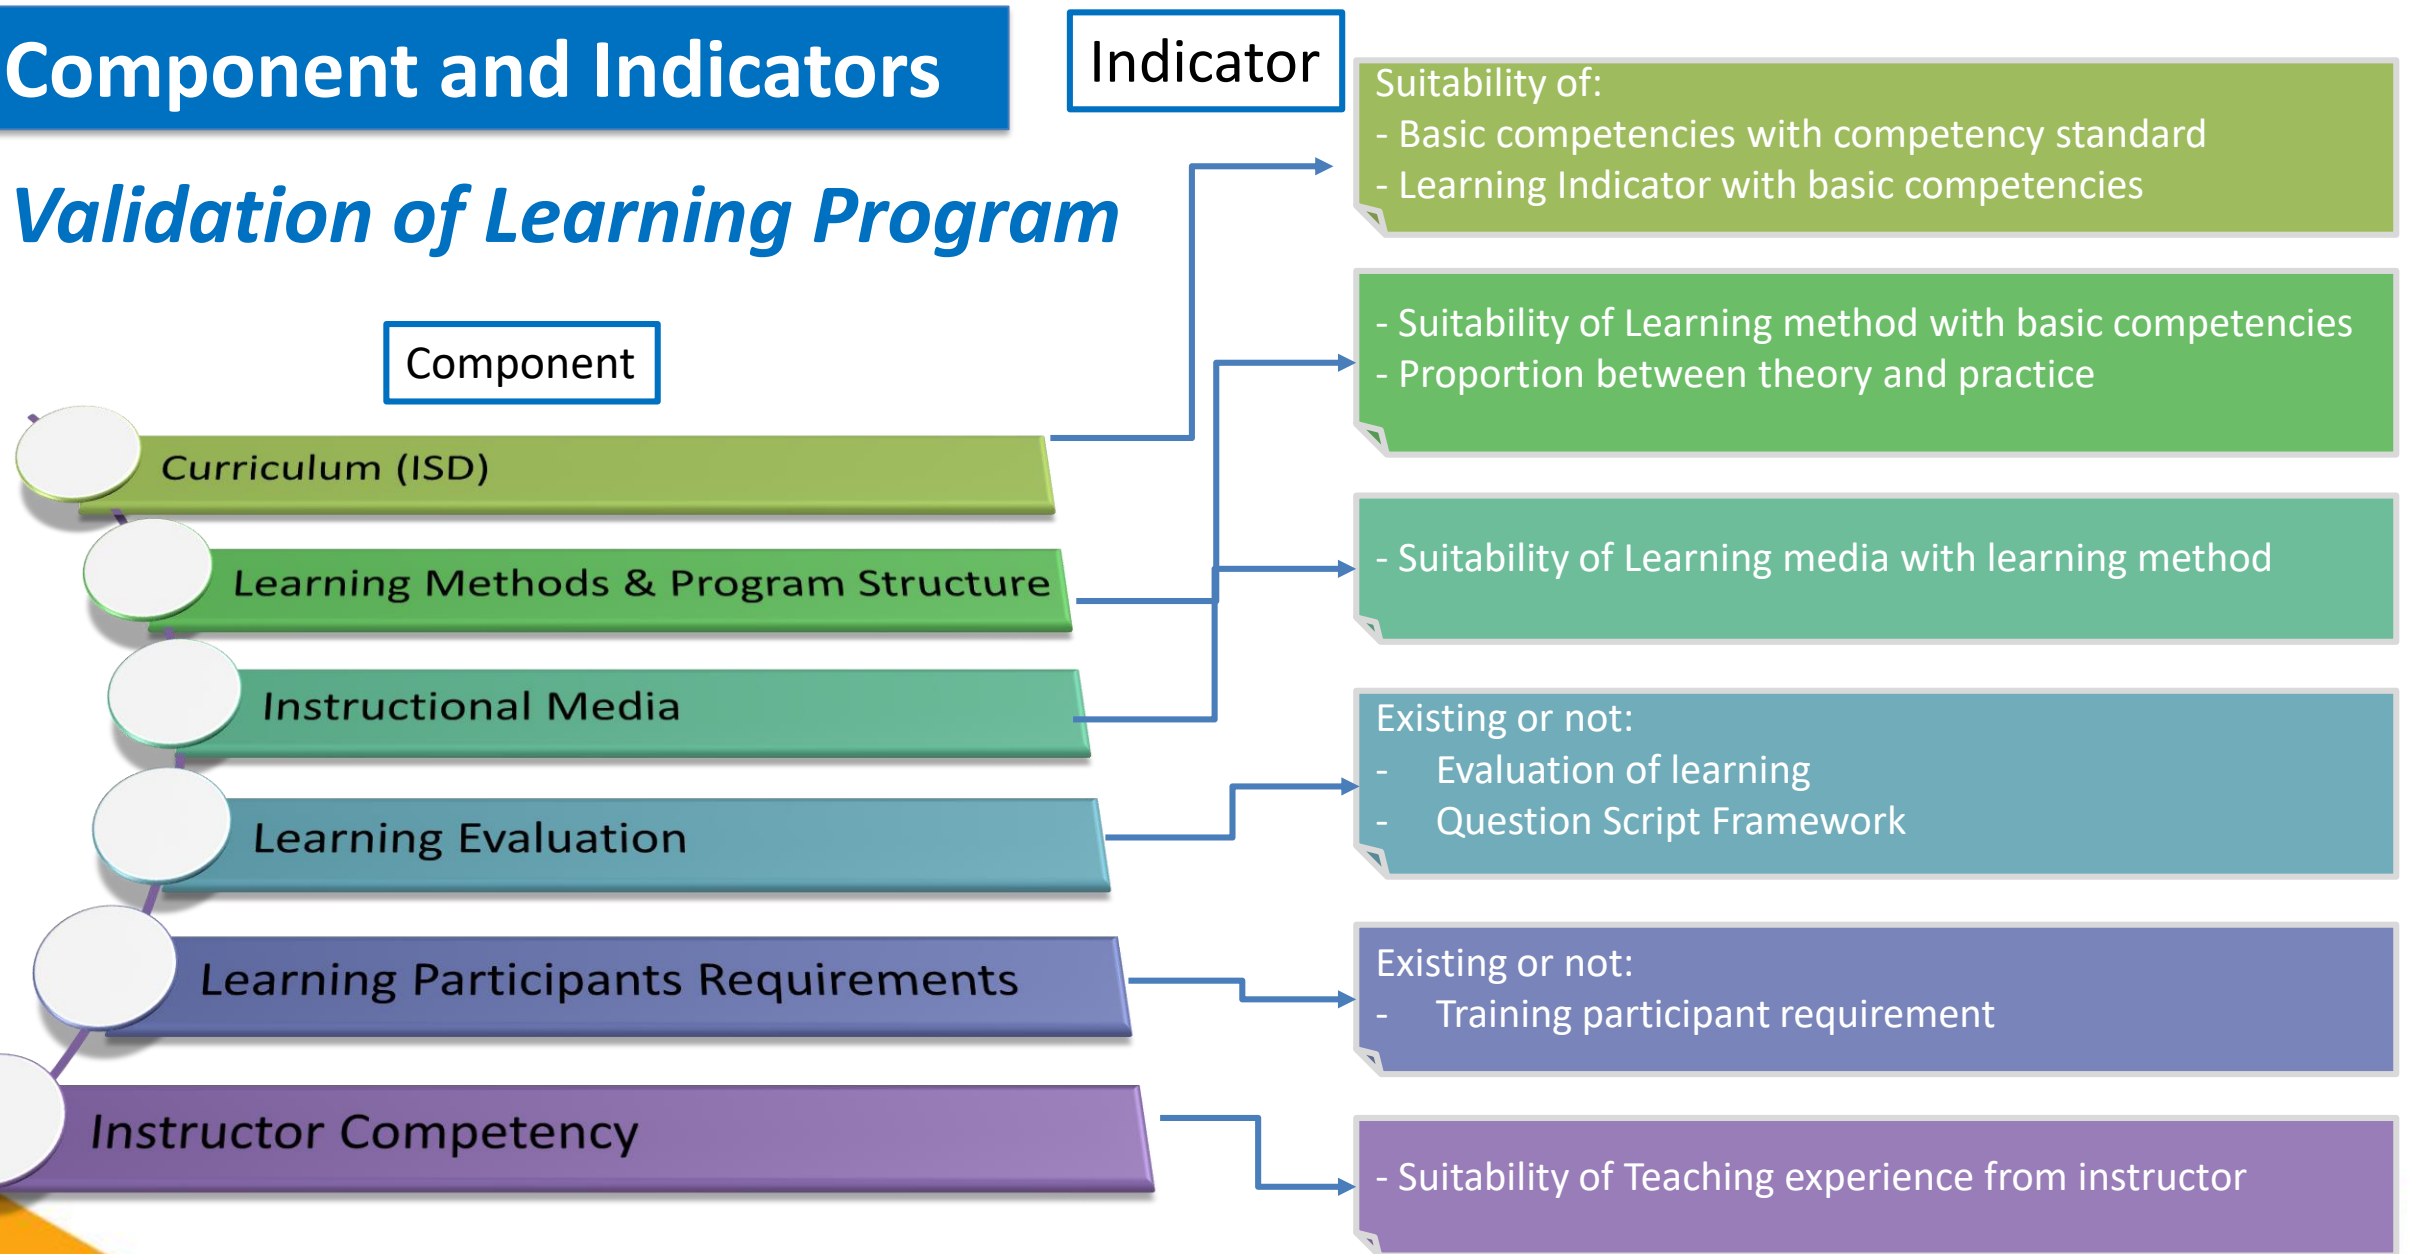 Component and Indicators
Validation of Learning Program
Component
Curriculum (ISD)
Learning Methods & Program Structure
Instructional Media
Learning Evaluation
Learning Participants Requirements
Instructor Competency
Indicator
Suitability of:
- Basic competencies with competency standard
- Learning Indicator with basic competencies
- Suitability of Learning method with basic competencies
- Proportion between theory and practice
- Suitability of Learning media with learning method
Existing or not:
- Evaluation of learning
- Question Script Framework
Existing or not:
- Training participant requirement
- Suitability of Teaching experience from instructor